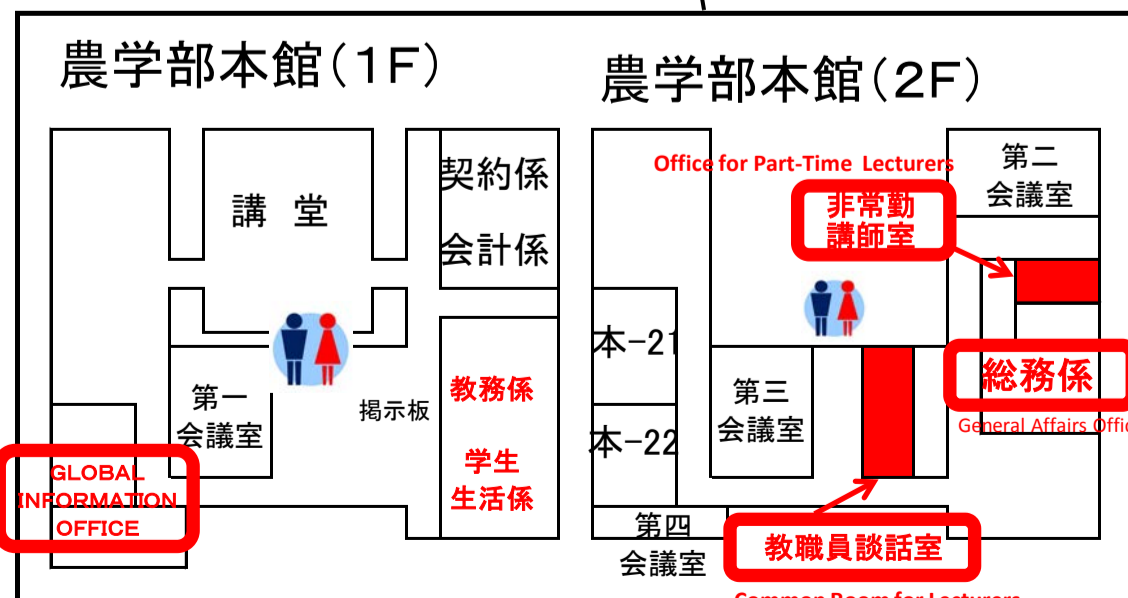 農学部本館(1F)
講 堂
契約係
会計係
第一
会議室
掲示板
教務係
学生
生活係
GLOBAL
INFORMATION
OFFICE
農学部本館(2F)
Office for Part-Time Lecturers
非常勤
講師室
第二
会議室
本-21
本-22
第三
会議室
総務係
General Affairs Offic
第四
会議室
教職員談話室
Common Room for Lecturers